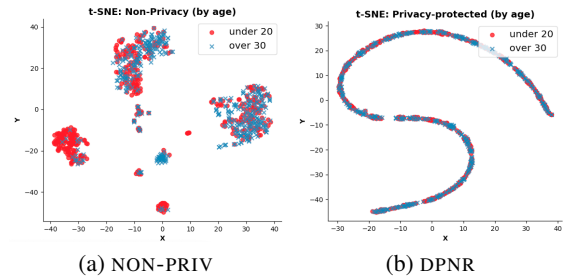 t-SNE: Non-Privacy (by age)
under 20
over 30
40
20
0
−20
−40
Y
−40 −30 −20 −10 0 10 20 30 40
X
(a) NON-PRIV
t-SNE: Privacy-protected (by age)
under 20
over 30
30
20
10
0
−10
−20
−30
−40
Y
−30 −20 −10 0 10 20 30 40
X
(b) DPNR